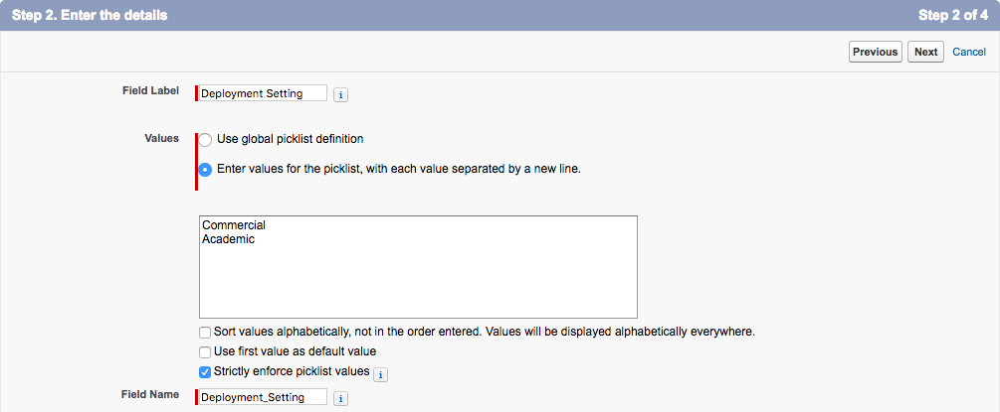 Step 2. Enter the details Step 2 of 4
Previous Next Cancel
Field Label Deployment Setting i
Values Use global picklist definition
Enter values for the picklist, with each value separated by a new line.
Commercial
Academic
Sort values alphabetically, not in the order entered. Values will be displayed alphabetically everywhere.
Use first value as default value
Strictly enforce picklist values i
Field Name Deployment_Setting i